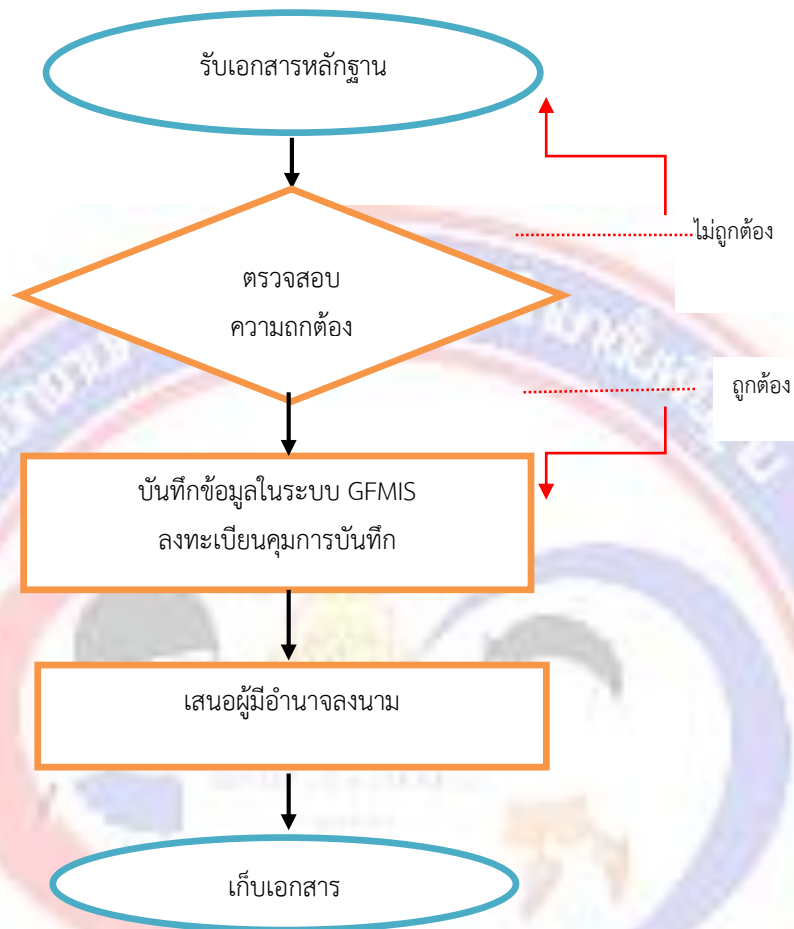 รับเอกสารหลักฐาน
ไม่ถูกต้อง
ตรวจสอบ
ความถกต้อง
ถูกต้อง
บันทึกข้อมูลในระบบ GFMIS
ลงทะเบียนคุมการบันทึก
เสนอผู้มีอำนาจลงนาม
เก็บเอกสาร